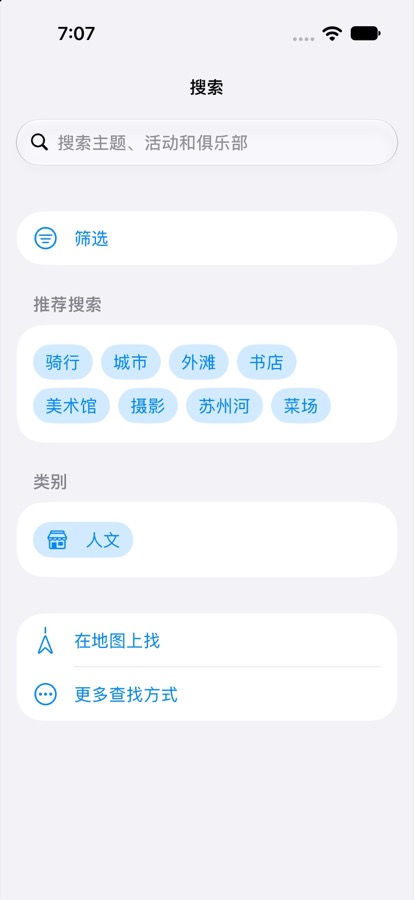 7:07
搜索
搜索主题、活动和俱乐部
筛选
推荐搜索
骑行 城市 外滩 书店
美术馆 摄影 苏州河 菜场
类别
人文
在地图上找
更多查找方式